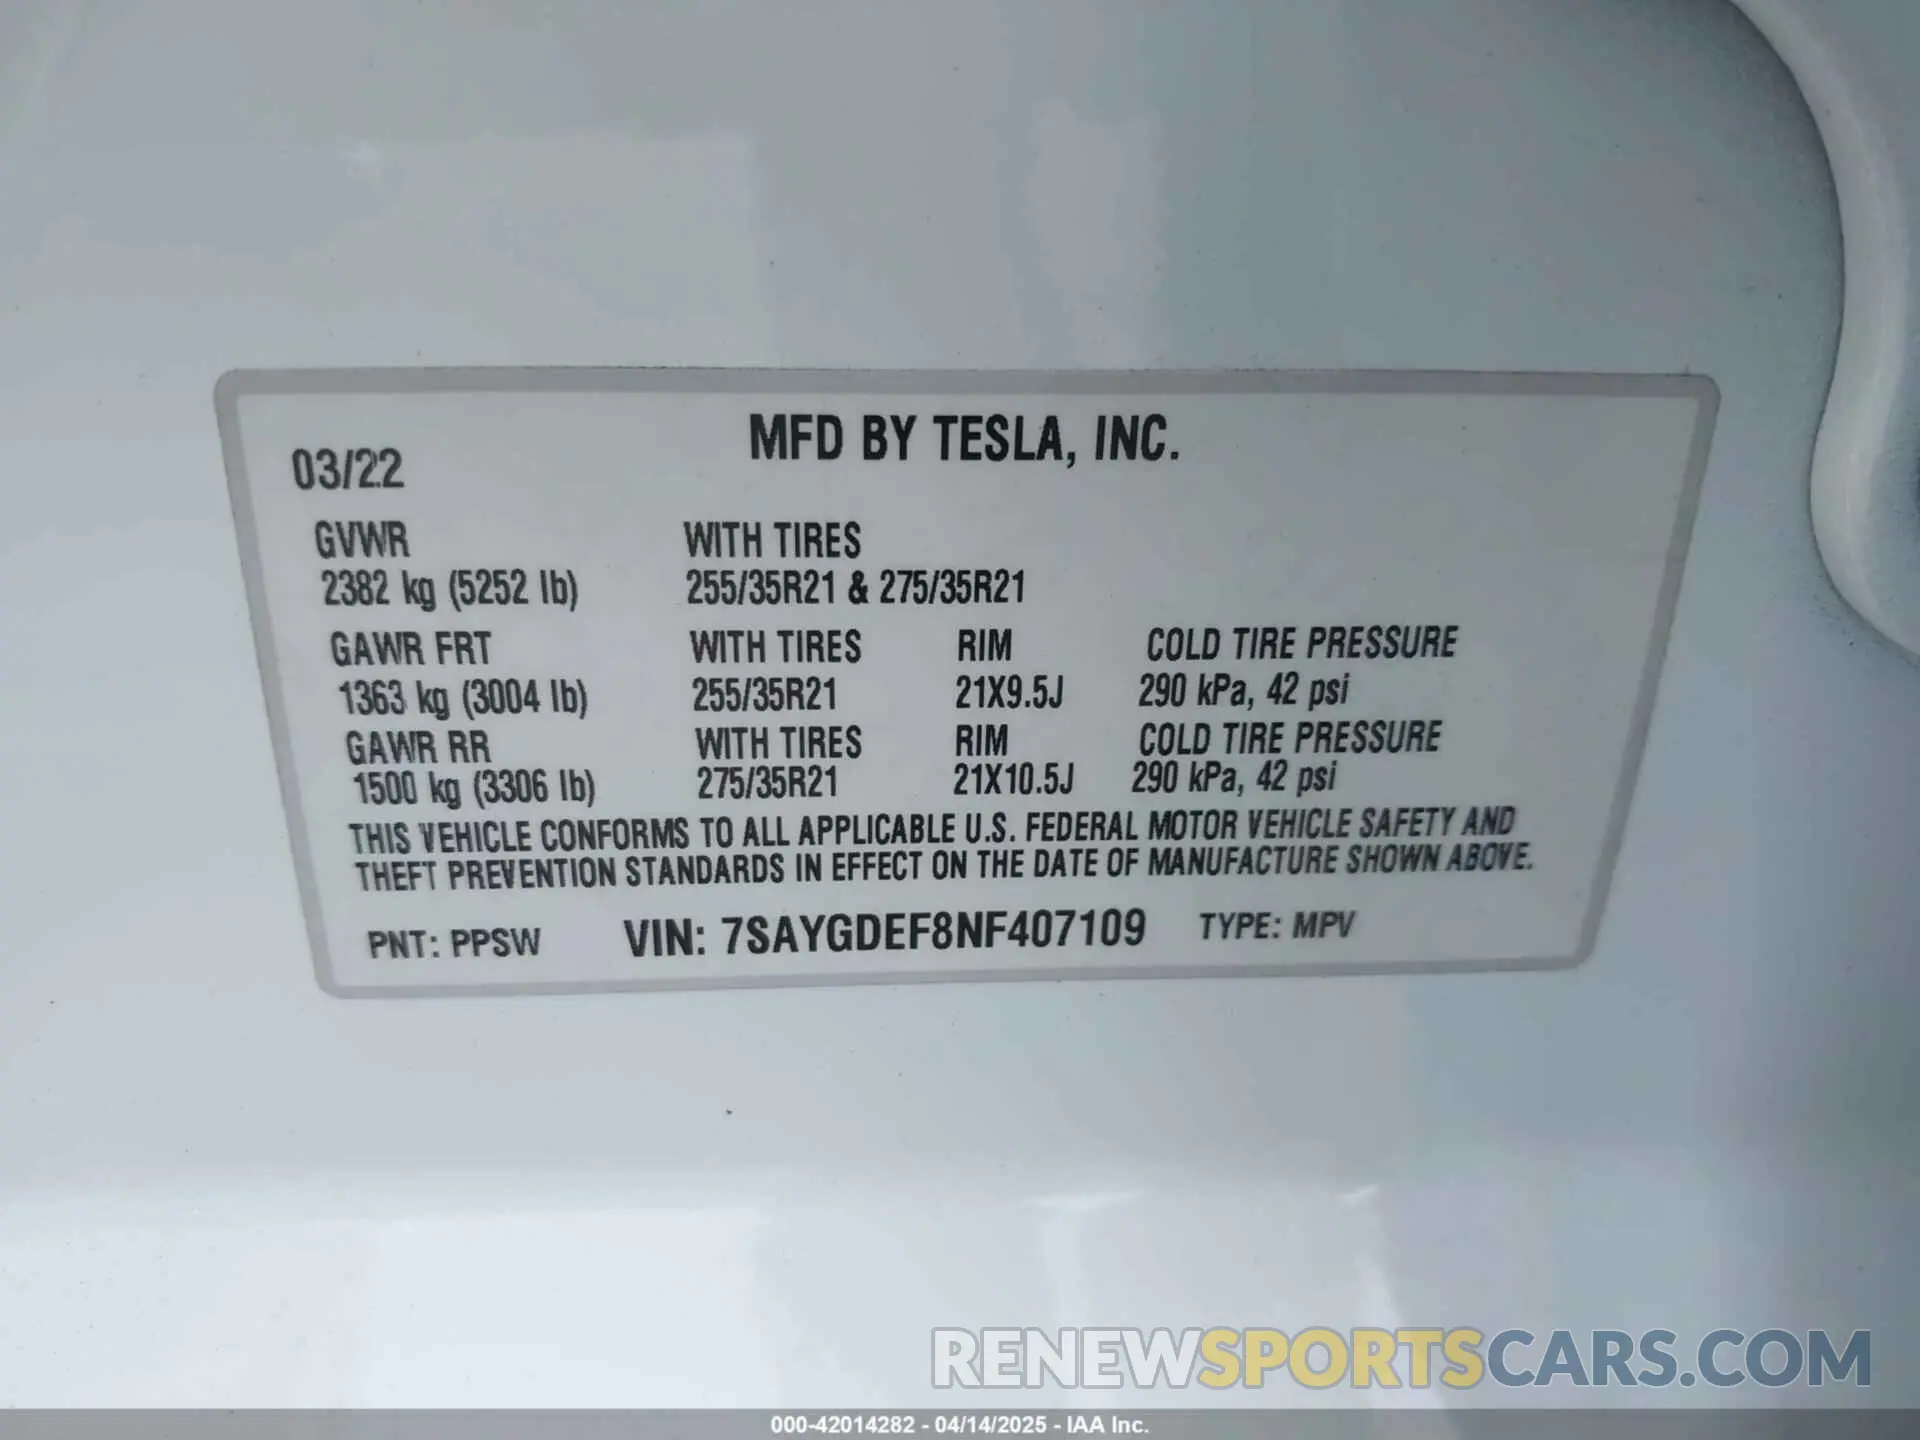 MFD BY TESLA, INC.
03/22
GVWR WITH TIRES
2382 kg (5252 lb) 255/35R21 & 275/35R21
GAWR FRT WITH TIRES RIM COLD TIRE PRESSURE
1363 kg (3004 lb) 255/35R21 21X9.5J 290 kPa, 42 psi
GAWR RR WITH TIRES RIM COLD TIRE PRESSURE
1500 kg (3306 lb) 275/35R21 21X10.5J 290 kPa, 42 psi
THIS VEHICLE CONFORMS TO ALL APPLICABLE U.S. FEDERAL MOTOR VEHICLE SAFETY AND
THEFT PREVENTION STANDARDS IN EFFECT ON THE DATE OF MANUFACTURE SHOWN ABOVE.
PNT: PPSW VIN: 7SAYGDEF8NF407109 TYPE: MPV
RENEWSPORTSCARS.COM
000-42014282 - 04/14/2025 - IAA Inc.